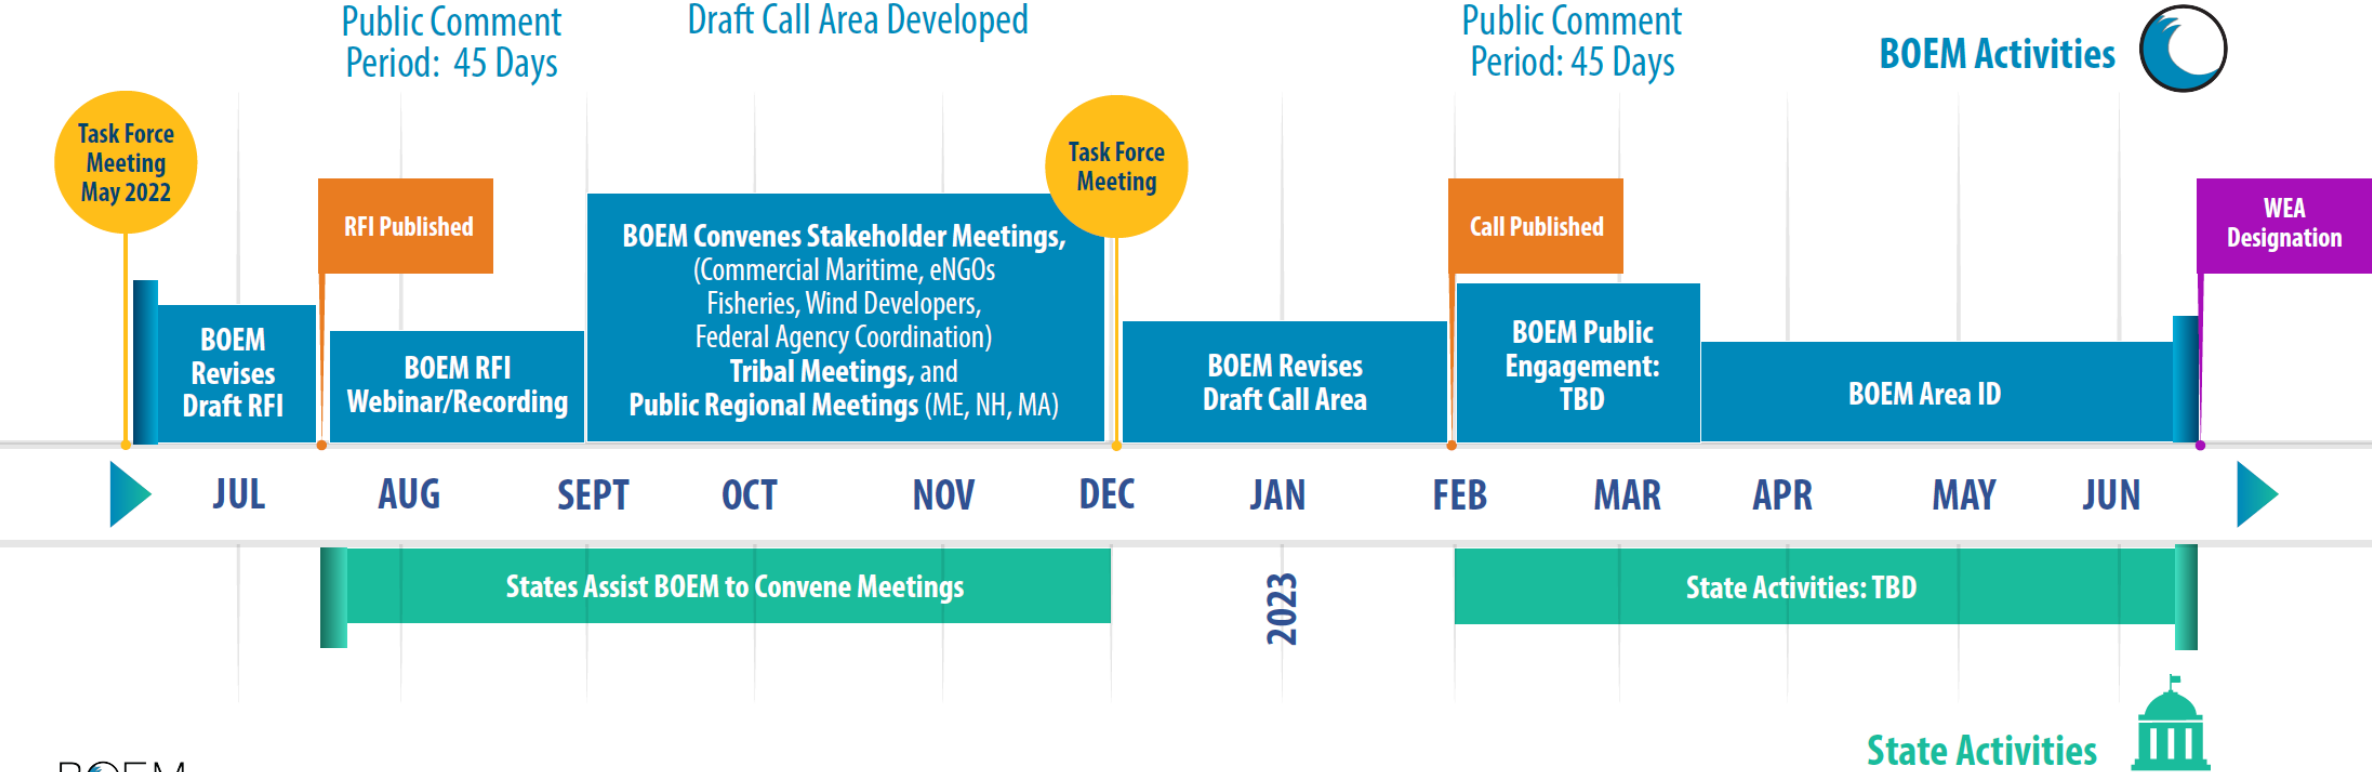 Public Comment
Period:  45 Days
Draft Call Area Developed
Public Comment
Period: 45 Days
BOEM Activities
Task Force
Meeting
May 2022
RFI Published
Task Force
Meeting
Call Published
WEA
Designation
BOEM
Revises
Draft RFI
BOEM RFI
Webinar/Recording
BOEM Convenes Stakeholder Meetings,
(Commercial Maritime, eNGOs
Fisheries, Wind Developers,
Federal Agency Coordination)
Tribal Meetings, and
Public Regional Meetings (ME, NH, MA)
BOEM Revises
Draft Call Area
BOEM Public
Engagement:
TBD
BOEM Area ID
JUL AUG SEPT OCT NOV DEC JAN FEB MAR APR MAY JUN
States Assist BOEM to Convene Meetings
2023
State Activities: TBD
State Activities
BOEM